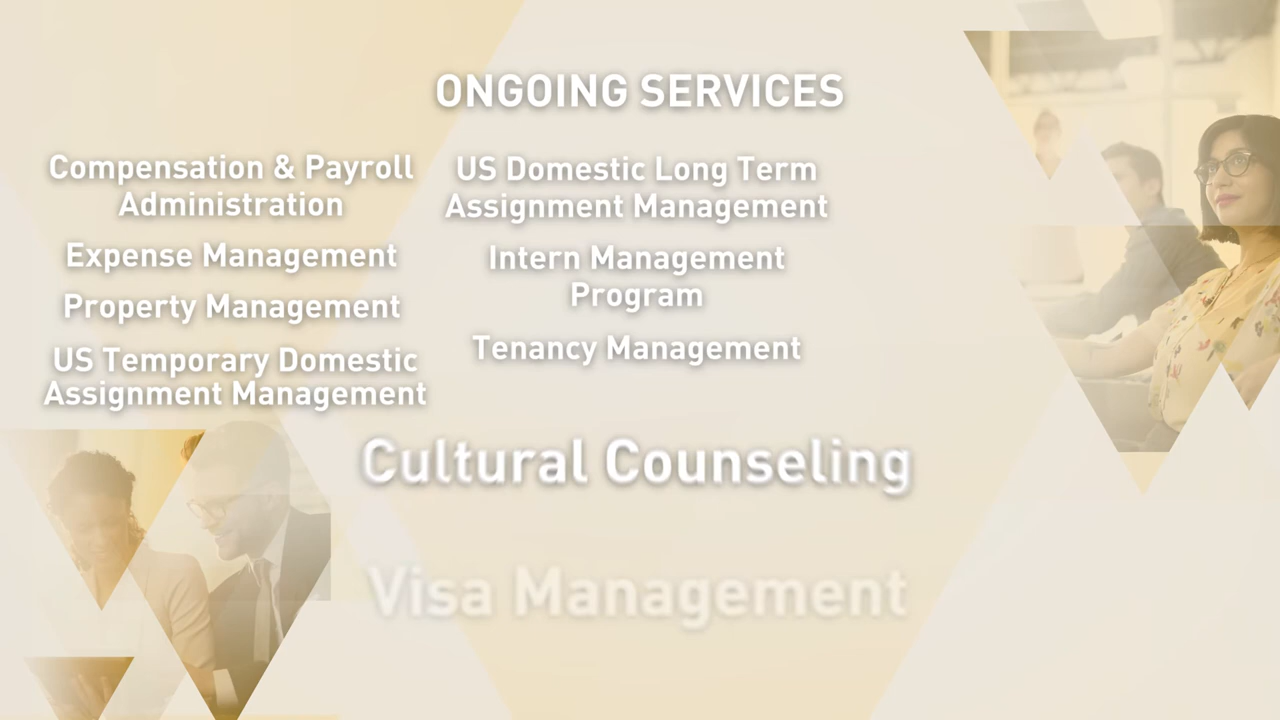 ONGOING SERVICES
Compensation & Payroll
Administration
Expense Management
Property Management
US Temporary Domestic
Assignment Management
US Domestic Long Term
Assignment Management
Intern Management
Program
Tenancy Management
Cultural Counseling
Visa Management